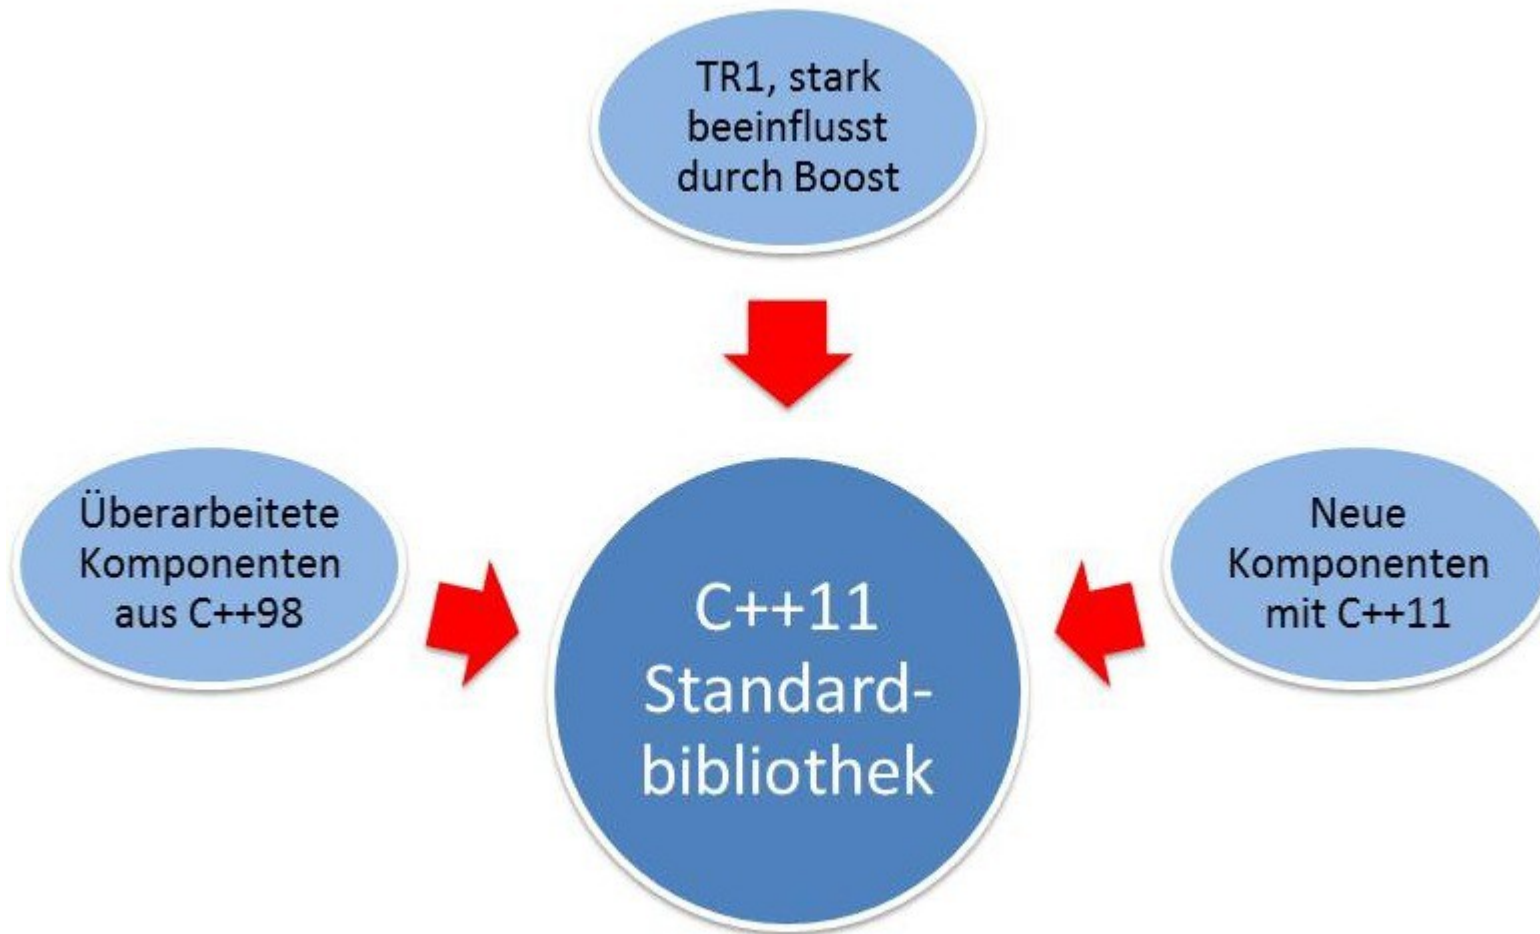 TR1, stark
beeinflusst
durch Boost
Überarbeitete
Komponenten
aus C++98
Neue
Komponenten
mit C++11
C++11
Standard-
bibliothek